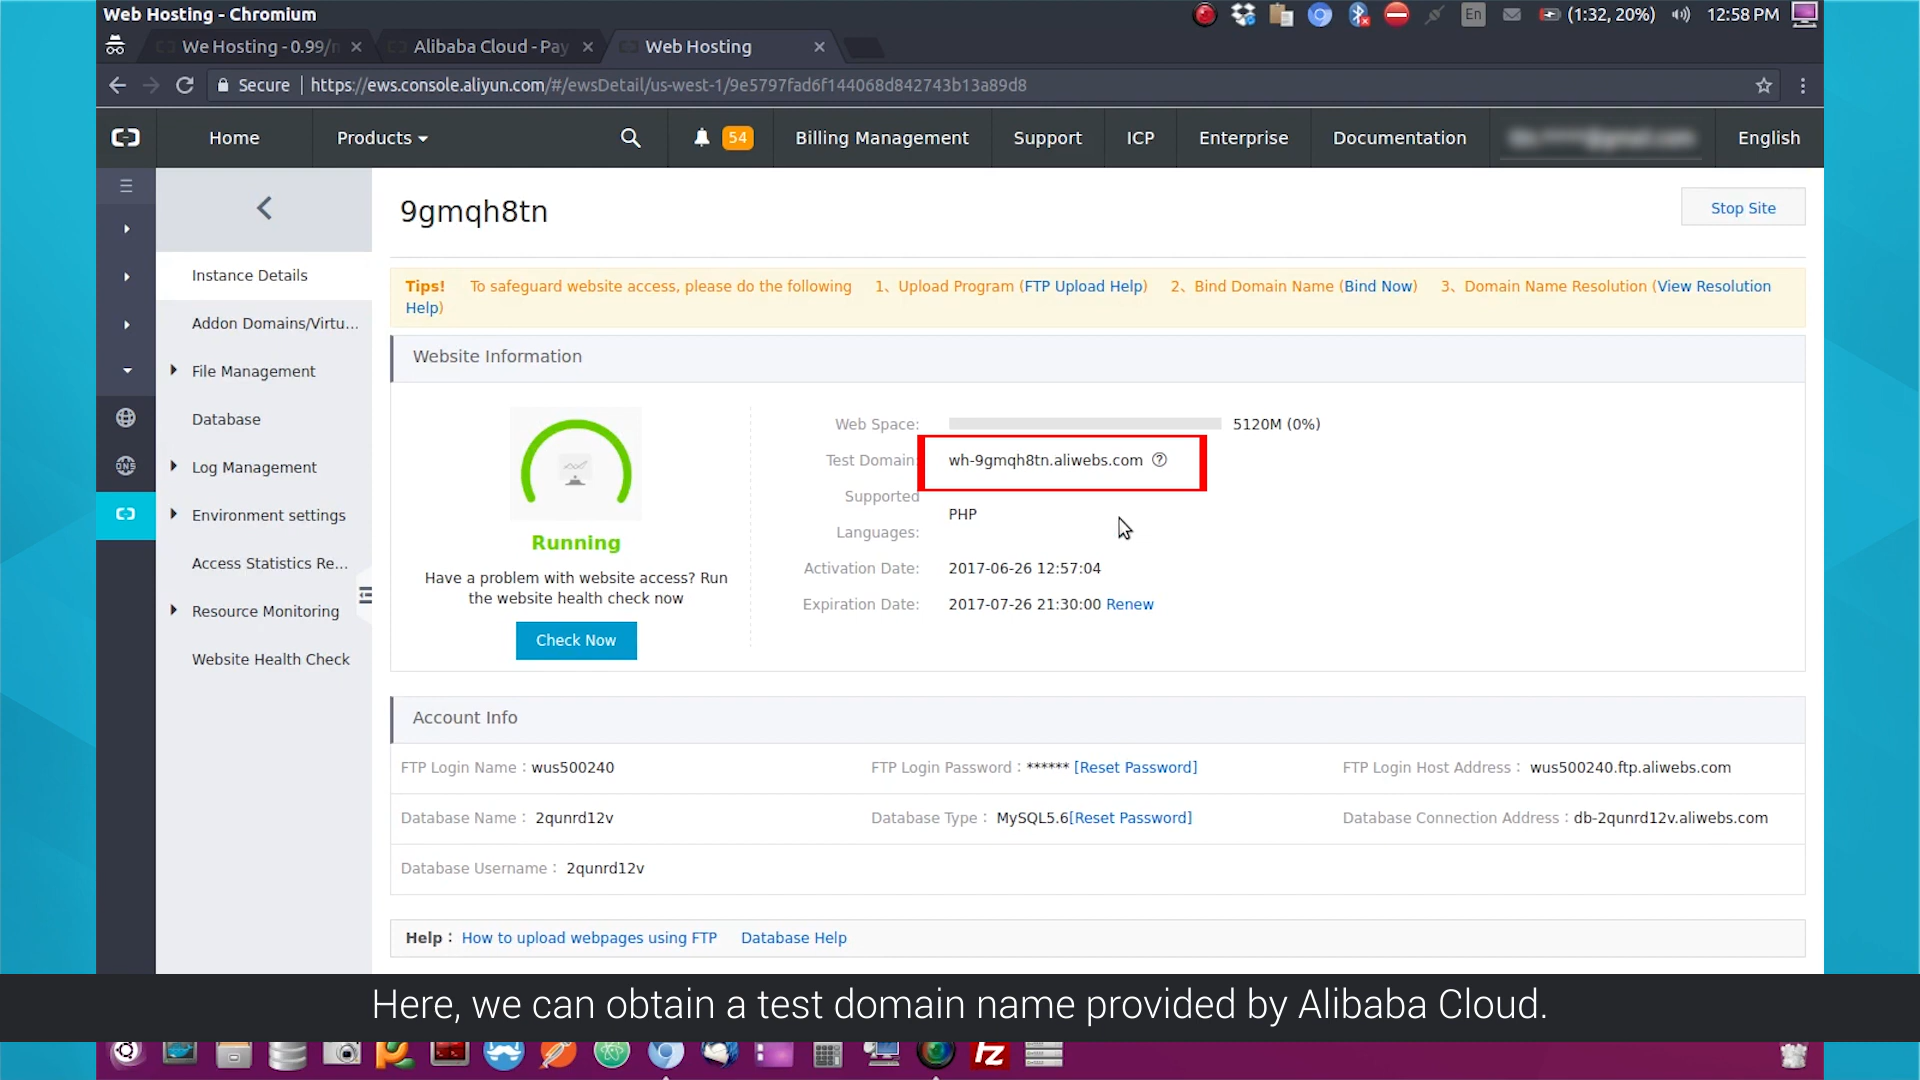 Web Hosting - Chromium
En
(1:32, 20%)
12:58 PM
We Hosting - 0.99/
Alibaba Cloud - Pay
Web Hosting
Secure
https://ews.console.aliyun.com/#/ewsDetail/us-west-1/9e5797fad6f144068d842743b13a89d8
Home
Products
54
Billing Management
Support
ICP
Enterprise
Documentation
English
9gmqh8tn
Stop Site
Tips! To safeguard website access, please do the following 1、Upload Program (FTP Upload Help) 2、Bind Domain Name (Bind Now) 3、Domain Name Resolution (View Resolution
Help)
Instance Details
Addon Domains/Virtu...
File Management
Database
Log Management
Environment settings
Access Statistics Re...
Resource Monitoring
Website Health Check
DNS
Website Information
Running
Have a problem with website access? Run
the website health check now
Check Now
Web Space: 5120M (0%)
Test Domain: wh-9gmqh8tn.aliwebs.com
Supported
Languages:
PHP
Activation Date: 2017-06-26 12:57:04
Expiration Date: 2017-07-26 21:30:00 Renew
Account Info
FTP Login Name : wus500240
FTP Login Password : ****** [Reset Password]
FTP Login Host Address : wus500240.ftp.aliwebs.com
Database Name : 2qunrd12v
Database Type : MySQL5.6[Reset Password]
Database Connection Address : db-2qunrd12v.aliwebs.com
Database Username : 2qunrd12v
Help : How to upload webpages using FTP Database Help
Here, we can obtain a test domain name provided by Alibaba Cloud.